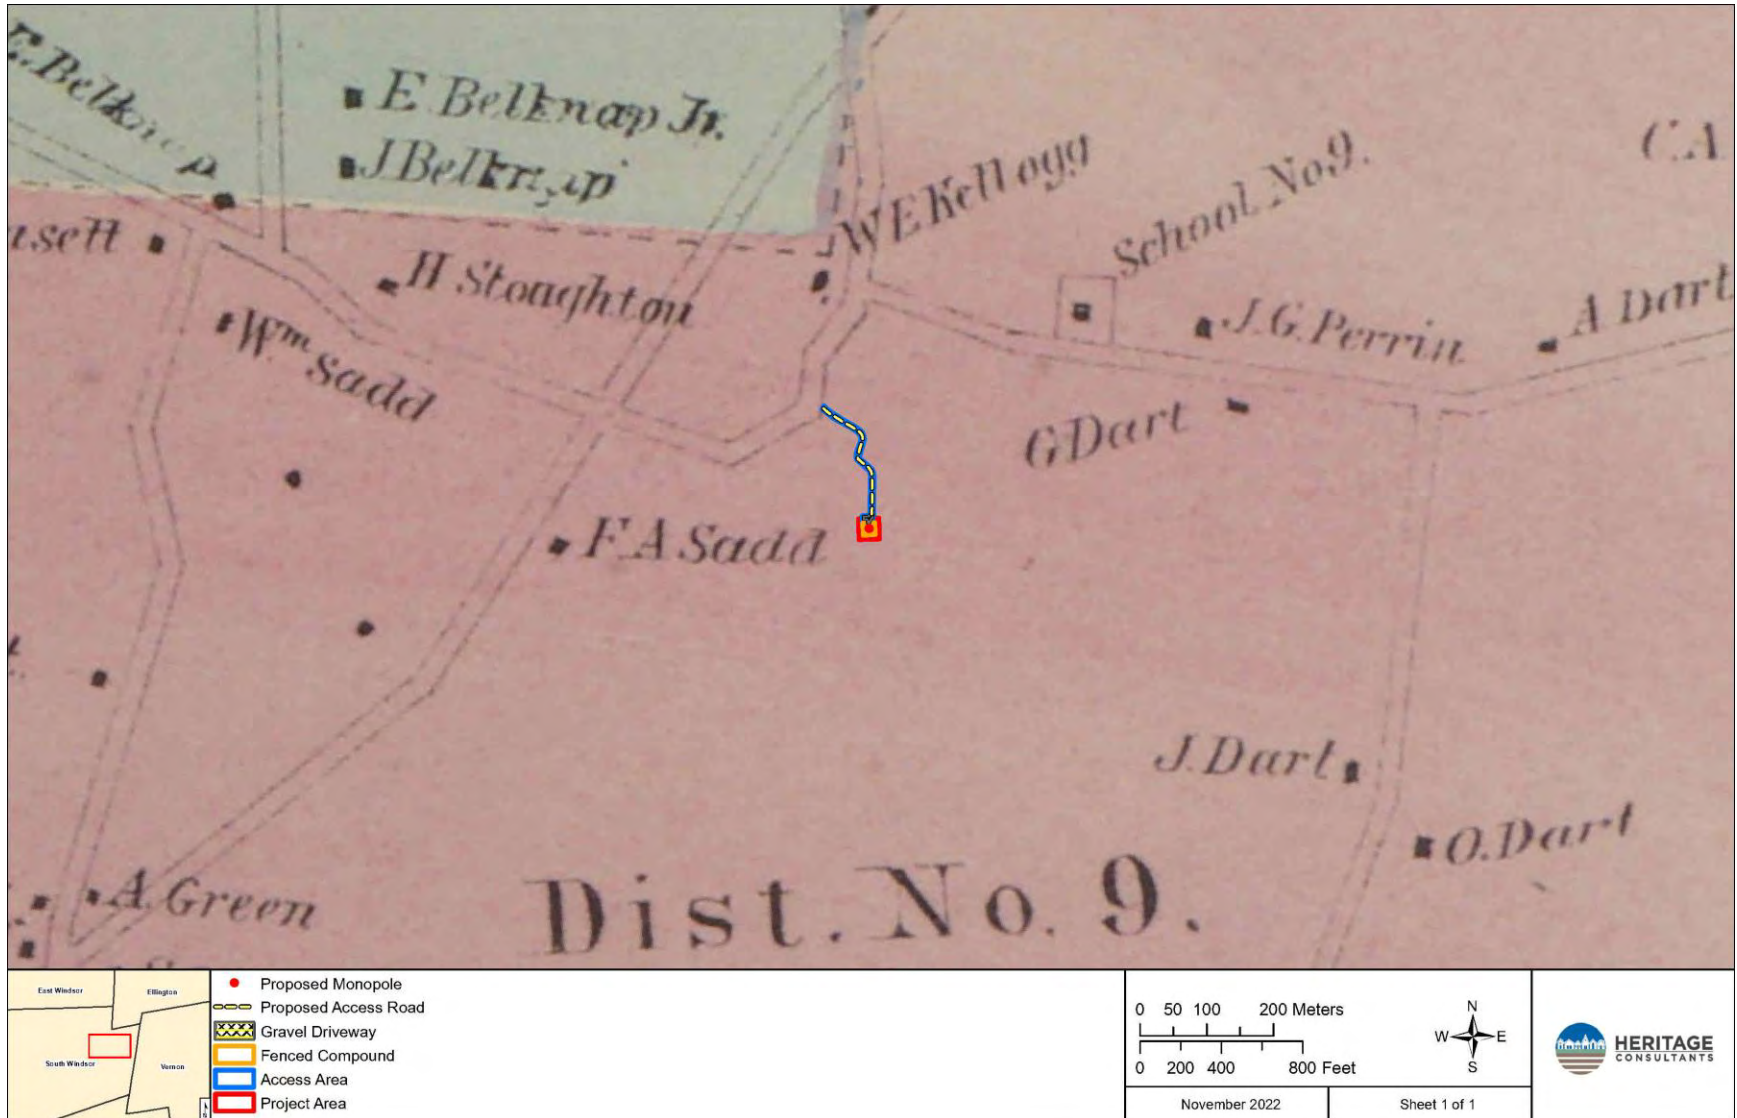 E. Belknap
E Belknap Jr.
J Belknap
W E Kellogg
School No 9.
C. A
H Stoughton
J. G. Perrin
A Dart
Wm Sadd
G Dart
F. A Sadd
J. Dart
O. Dart
A. Green
Dist. No. 9.
East Windsor
Ellington
South Windsor
Vernon
Proposed Monopole
Proposed Access Road
Gravel Driveway
Fenced Compound
Access Area
Project Area
0 50 100 200 Meters
0 200 400 800 Feet
N
W E
S
November 2022
Sheet 1 of 1
HERITAGE
CONSULTANTS